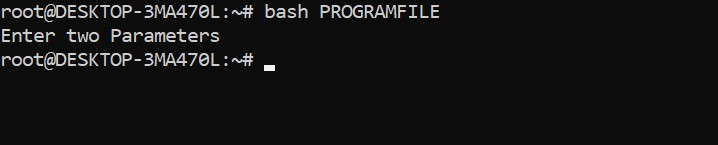 root@DESKTOP-3MA470L:~# bash PROGRAMFILE
Enter two Parameters
root@DESKTOP-3MA470L:~#